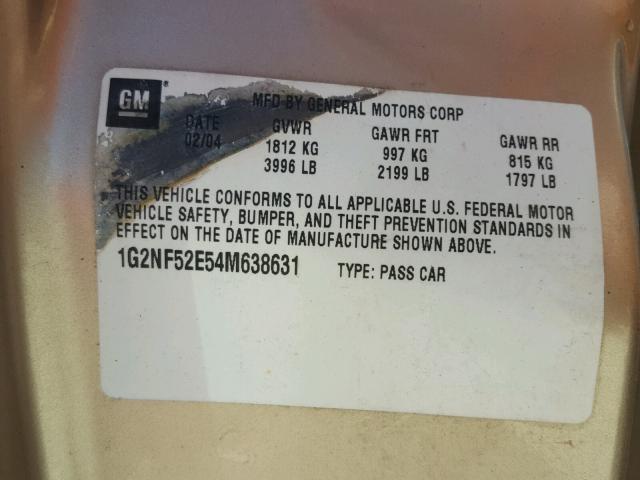 GM
MFD BY GENERAL MOTORS CORP
DATE GVWR GAWR FRT GAWR RR
02/04 1812 KG 997 KG 815 KG
3996 LB 2199 LB 1797 LB
THIS VEHICLE CONFORMS TO ALL APPLICABLE U.S. FEDERAL MOTOR
VEHICLE SAFETY, BUMPER, AND THEFT PREVENTION STANDARDS IN
EFFECT ON THE DATE OF MANUFACTURE SHOWN ABOVE.
1G2NF52E54M638631 TYPE: PASS CAR